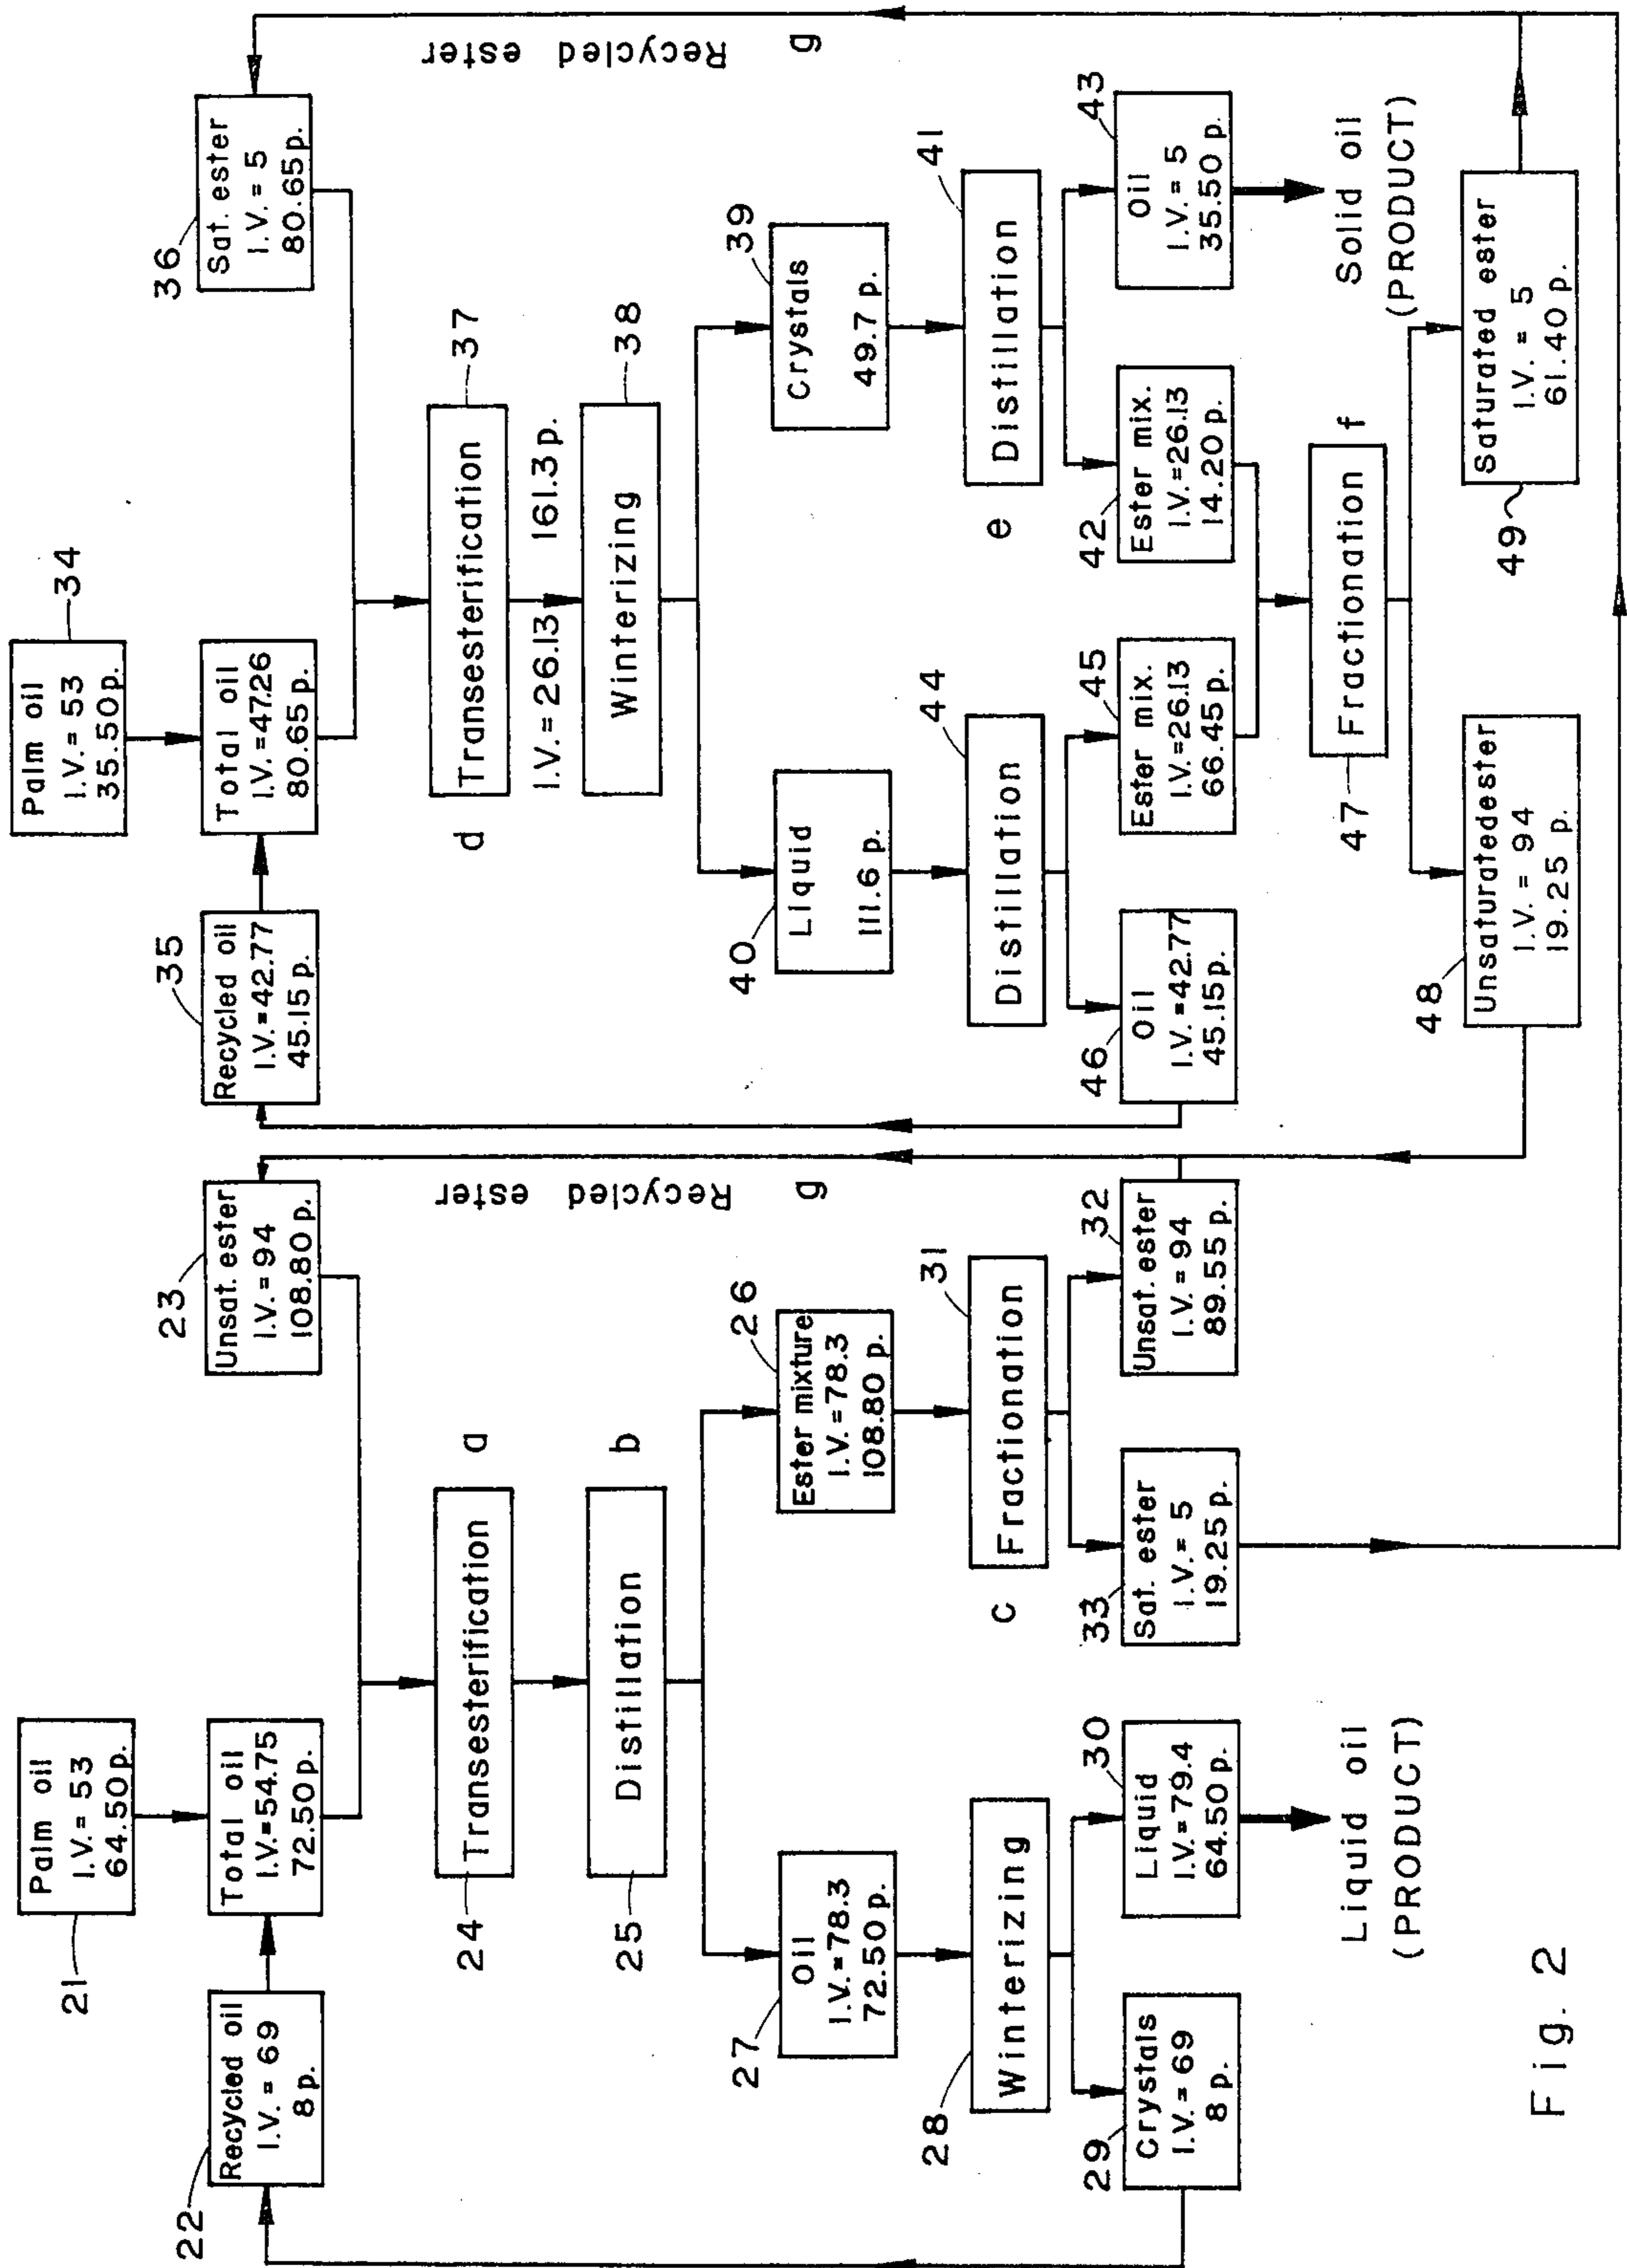 21
Palm oil
I.V. = 53
64.50 p.
22
Recycled oil
I.V. = 69
8 p.
Total oil
I.V.=54.75
72.50 p.
23
Unsat. ester
I.V. = 94
108.80 p.
Recycled ester
g
24
Transesterification
a
25
Distillation
b
27
Oil
I.V.=78.3
72.50 p.
26
Ester mixture
I.V. = 78.3
108.80 p.
28
Winterizing
c
Fractionation
31
29
Crystals
I.V. = 69
8 p.
30
Liquid
I.V.=79.4
64.50 p.
33
Sat. ester
I.V. = 5
19.25 p.
32
Unsat. ester
I.V. = 94
89.55 p.
Liquid oil
(PRODUCT)
34
Palm oil
I.V. = 53
35.50 p.
35
Recycled oil
I.V.=42.77
45.15 p.
Total oil
I.V.=47.26
80.65 p.
36
Sat. ester
I.V. = 5
80.65 p.
Recycled ester
g
d
Transesterification
37
I.V. = 26.13 161.3 p.
Winterizing
38
40
Liquid
111.6 p.
39
Crystals
49.7 p.
Distillation
44
e
Distillation
41
46
Oil
I.V.=42.77
45.15 p.
45
Ester mix.
I.V.=26.13
66.45 p.
42
Ester mix.
I.V.=26.13
14.20 p.
43
Oil
I.V. = 5
35.50 p.
Solid oil
(PRODUCT)
47
Fractionation
f
48
Unsaturatedester
I.V. = 94
19.25 p.
49
Saturated ester
I.V. = 5
61.40 p.
Fig. 2